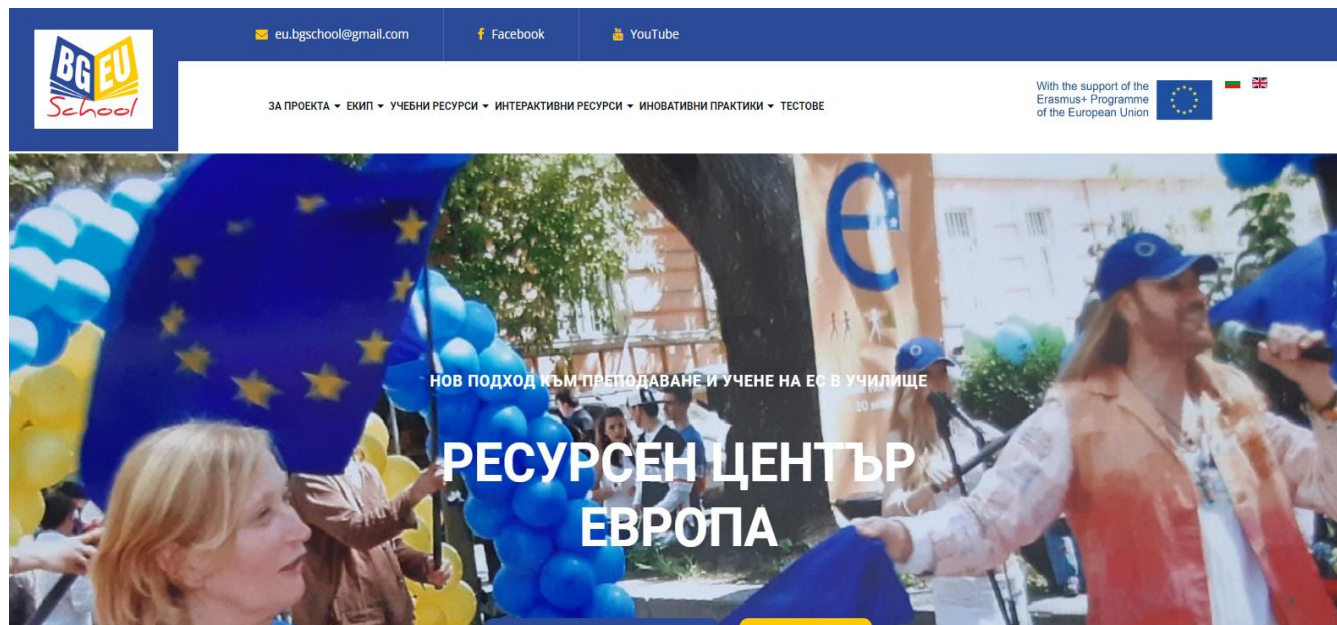 BG EU
School
eu.bgschool@gmail.com
Facebook
YouTube
ЗА ПРОЕКТА
ЕКИП
УЧЕБНИ РЕСУРСИ
ИНТЕРАКТИВНИ РЕСУРСИ
ИНОВАТИВНИ ПРАКТИКИ
ТЕСТОВЕ
With the support of the
Erasmus+ Programme
of the European Union
e
НОВ ПОДХОД КЪМ ПРЕПОДАВАНЕ И УЧЕНЕ НА ЕС В УЧИЛИЩЕ
РЕСУРСЕН ЦЕНТЪР
ЕВРОПА